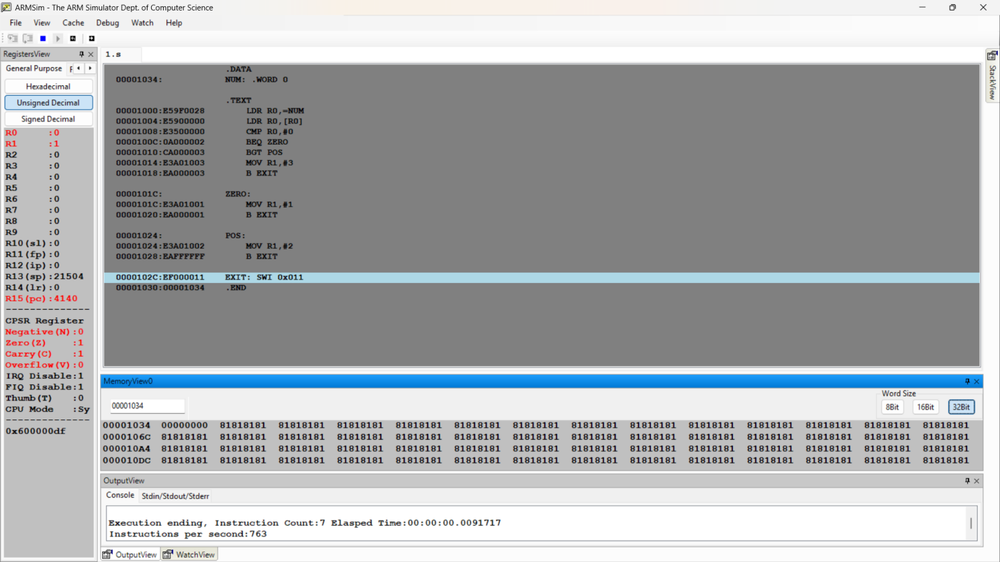 ARMSim - The ARM Simulator Dept. of Computer Science
File View Cache Debug Watch Help
RegistersView
General Purpose
Hexadecimal
Unsigned Decimal
Signed Decimal
R0 :0
R1 :1
R2 :0
R3 :0
R4 :0
R5 :0
R6 :0
R7 :0
R8 :0
R9 :0
R10(sl):0
R11(fp):0
R12(ip):0
R13(sp):21504
R14(lr):0
R15(pc):4140
---------------
CPSR Register
Negative(N):0
Zero(Z) :1
Carry(C) :1
Overflow(V):0
IRQ Disable:1
FIQ Disable:1
Thumb(T) :0
CPU Mode :Sy
---------------
0x600000df
1.s
.DATA
00001034: NUM: .WORD 0
.TEXT
00001000:E59F0028 LDR R0,=NUM
00001004:E5900000 LDR R0,[R0]
00001008:E3500000 CMP R0,#0
0000100C:0A000002 BEQ ZERO
00001010:CA000003 BGT POS
00001014:E3A01003 MOV R1,#3
00001018:EA000003 B EXIT
0000101C: ZERO:
0000101C:E3A01001 MOV R1,#1
00001020:EA000001 B EXIT
00001024: POS:
00001024:E3A01002 MOV R1,#2
00001028:EAFFFFFF B EXIT
0000102C:EF000011 EXIT: SWI 0x011
00001030:00001034 .END
StackView
MemoryView0
00001034
Word Size
8Bit 16Bit 32Bit
00001034 00000000 81818181 81818181 81818181 81818181 81818181 81818181 81818181 81818181 81818181 81818181 81818181 81818181 81818181
0000106C 81818181 81818181 81818181 81818181 81818181 81818181 81818181 81818181 81818181 81818181 81818181 81818181 81818181 81818181
000010A4 81818181 81818181 81818181 81818181 81818181 81818181 81818181 81818181 81818181 81818181 81818181 81818181 81818181 81818181
000010DC 81818181 81818181 81818181 81818181 81818181 81818181 81818181 81818181 81818181 81818181 81818181 81818181 81818181 81818181
OutputView
Console Stdin/Stdout/Stderr
Execution ending, Instruction Count:7 Elasped Time:00:00:00.0091717
Instructions per second:763
OutputView WatchView